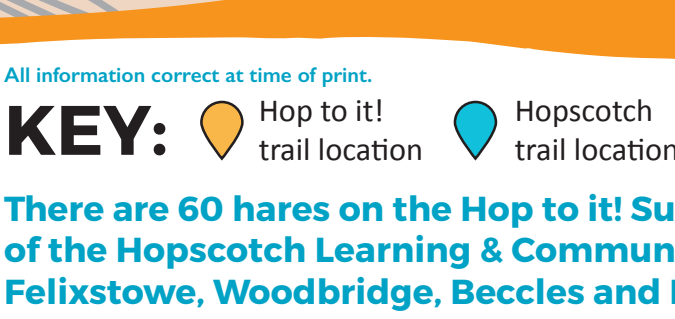 All information correct at time of print.
KEY:
Hop to it!
trail location
Hopscotch
trail location
There are 60 hares on the Hop to it! Su
of the Hopscotch Learning & Commun
Felixstowe, Woodbridge, Beccles and